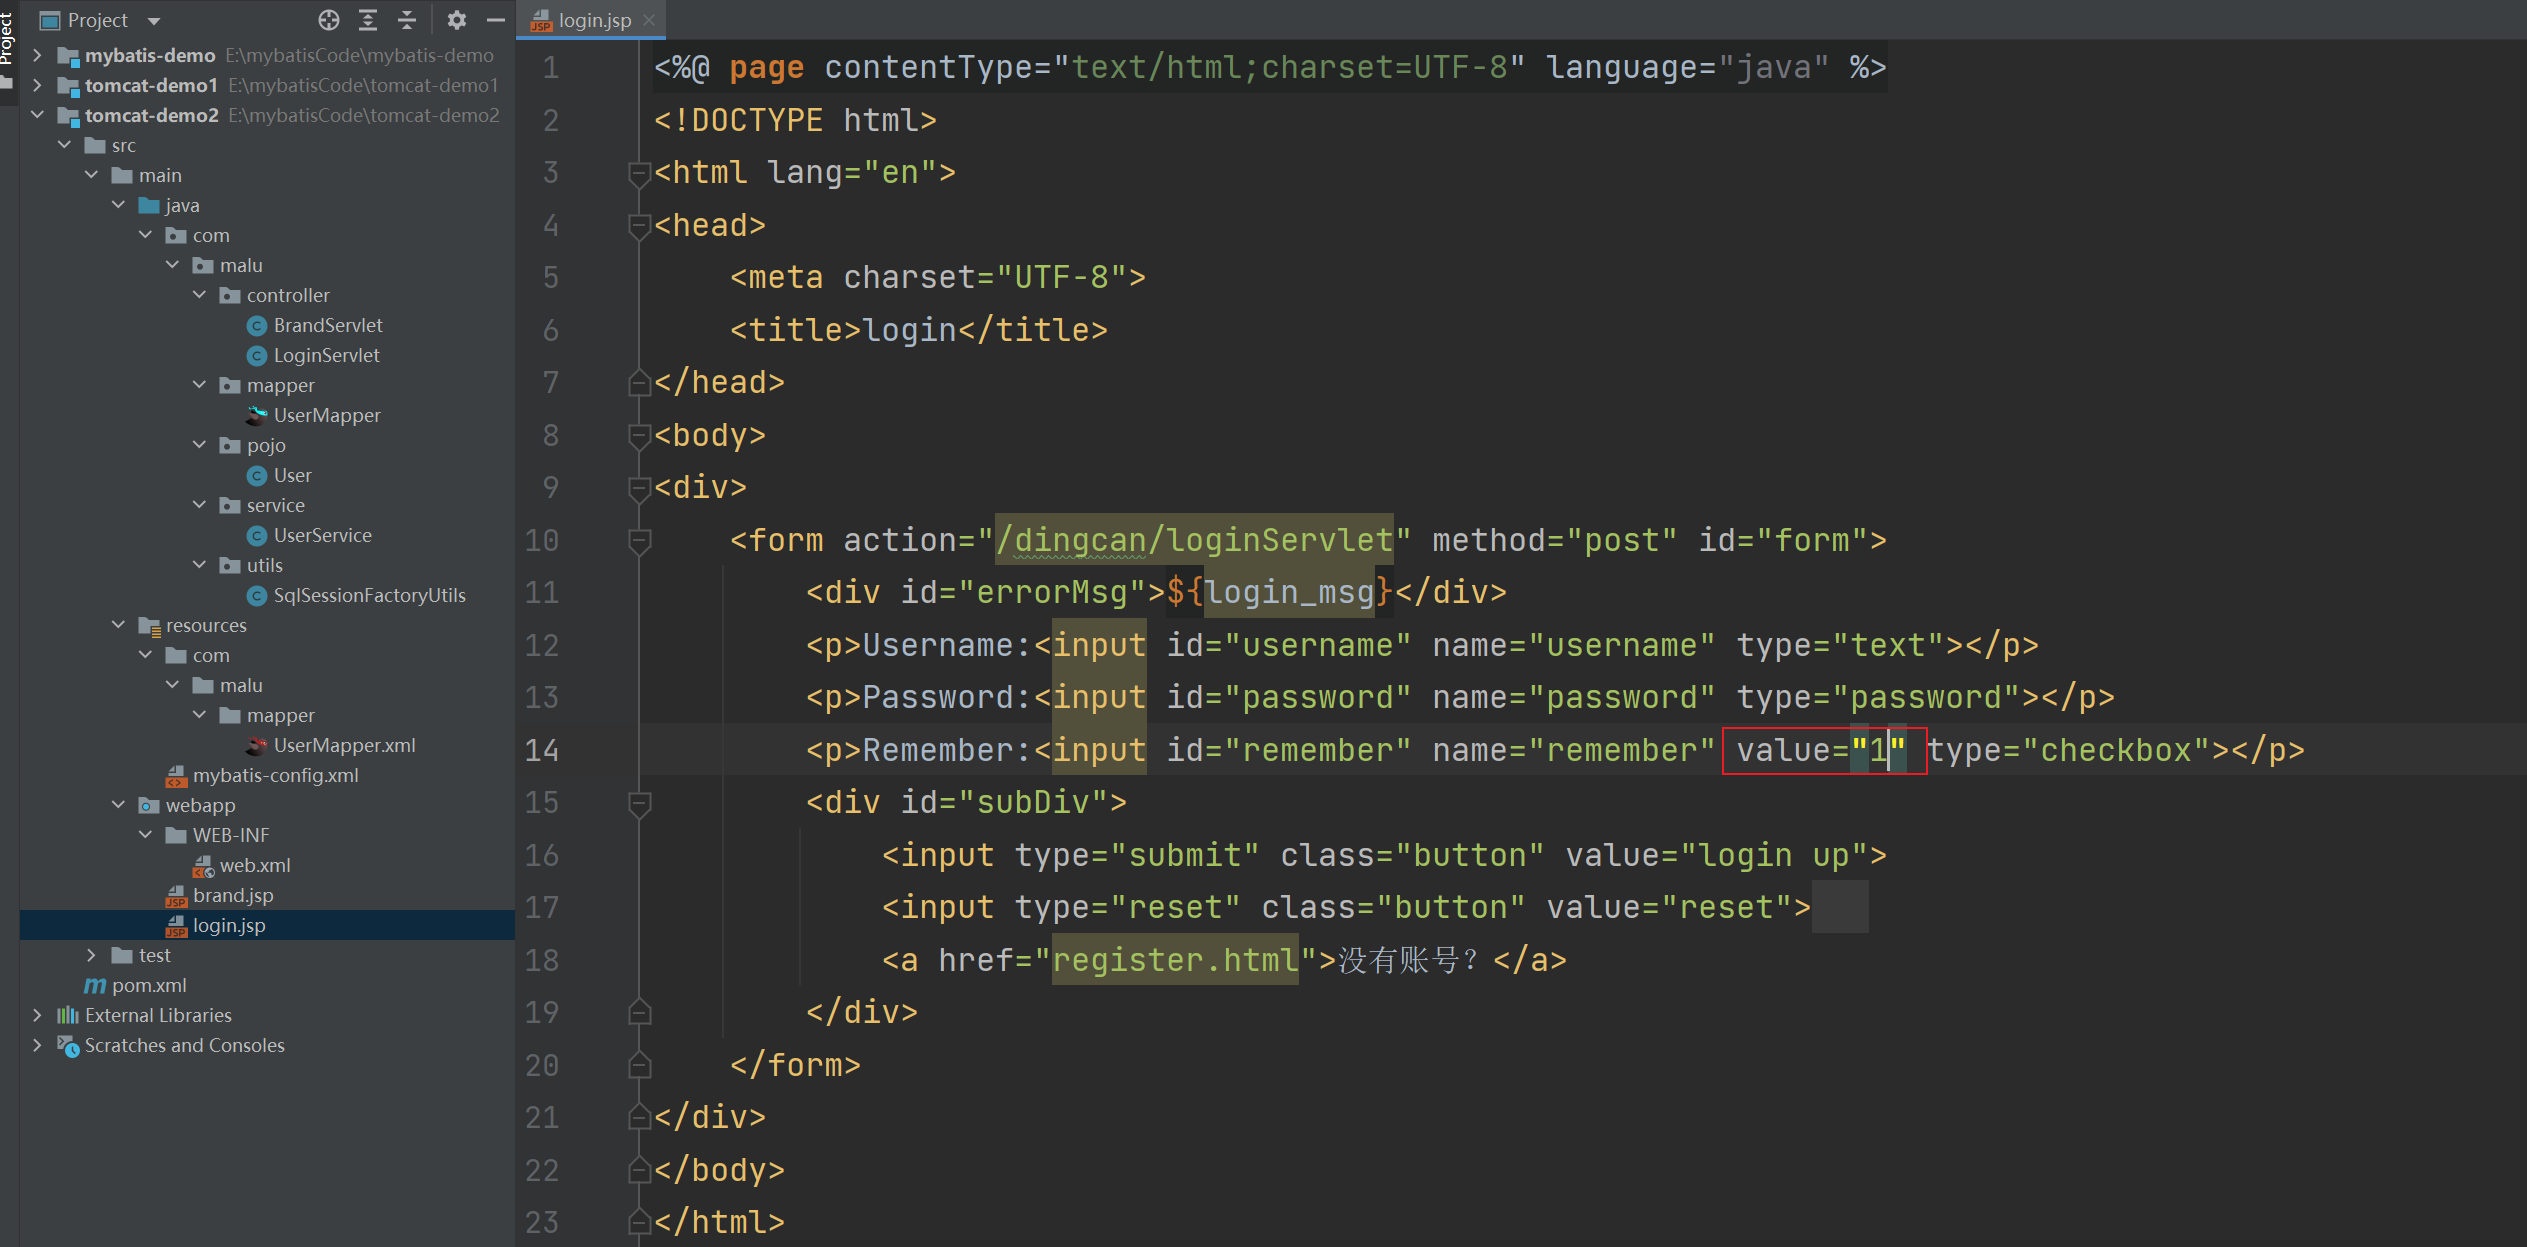 Project
Project
mybatis-demo E:\mybatisCode\mybatis-demo
tomcat-demo1 E:\mybatisCode\tomcat-demo1
tomcat-demo2 E:\mybatisCode\tomcat-demo2
src
main
java
com
malu
controller
BrandServlet
LoginServlet
mapper
UserMapper
pojo
User
service
UserService
utils
SqlSessionFactoryUtils
resources
com
malu
mapper
UserMapper.xml
mybatis-config.xml
webapp
WEB-INF
web.xml
brand.jsp
login.jsp
test
pom.xml
External Libraries
Scratches and Consoles
login.jsp
1 <%@ page contentType="text/html;charset=UTF-8" language="java" %>
2 <!DOCTYPE html>
3 <html lang="en">
4 <head>
5     <meta charset="UTF-8">
6     <title>login</title>
7 </head>
8 <body>
9 <div>
10     <form action="/dingcan/loginServlet" method="post" id="form">
11         <div id="errorMsg">${login_msg}</div>
12         <p>Username:<input id="username" name="username" type="text"></p>
13         <p>Password:<input id="password" name="password" type="password"></p>
14         <p>Remember:<input id="remember" name="remember" value="1" type="checkbox"></p>
15         <div id="subDiv">
16             <input type="submit" class="button" value="login up">
17             <input type="reset" class="button" value="reset">
18             <a href="register.html">没有账号？</a>
19         </div>
20     </form>
21 </div>
22 </body>
23 </html>